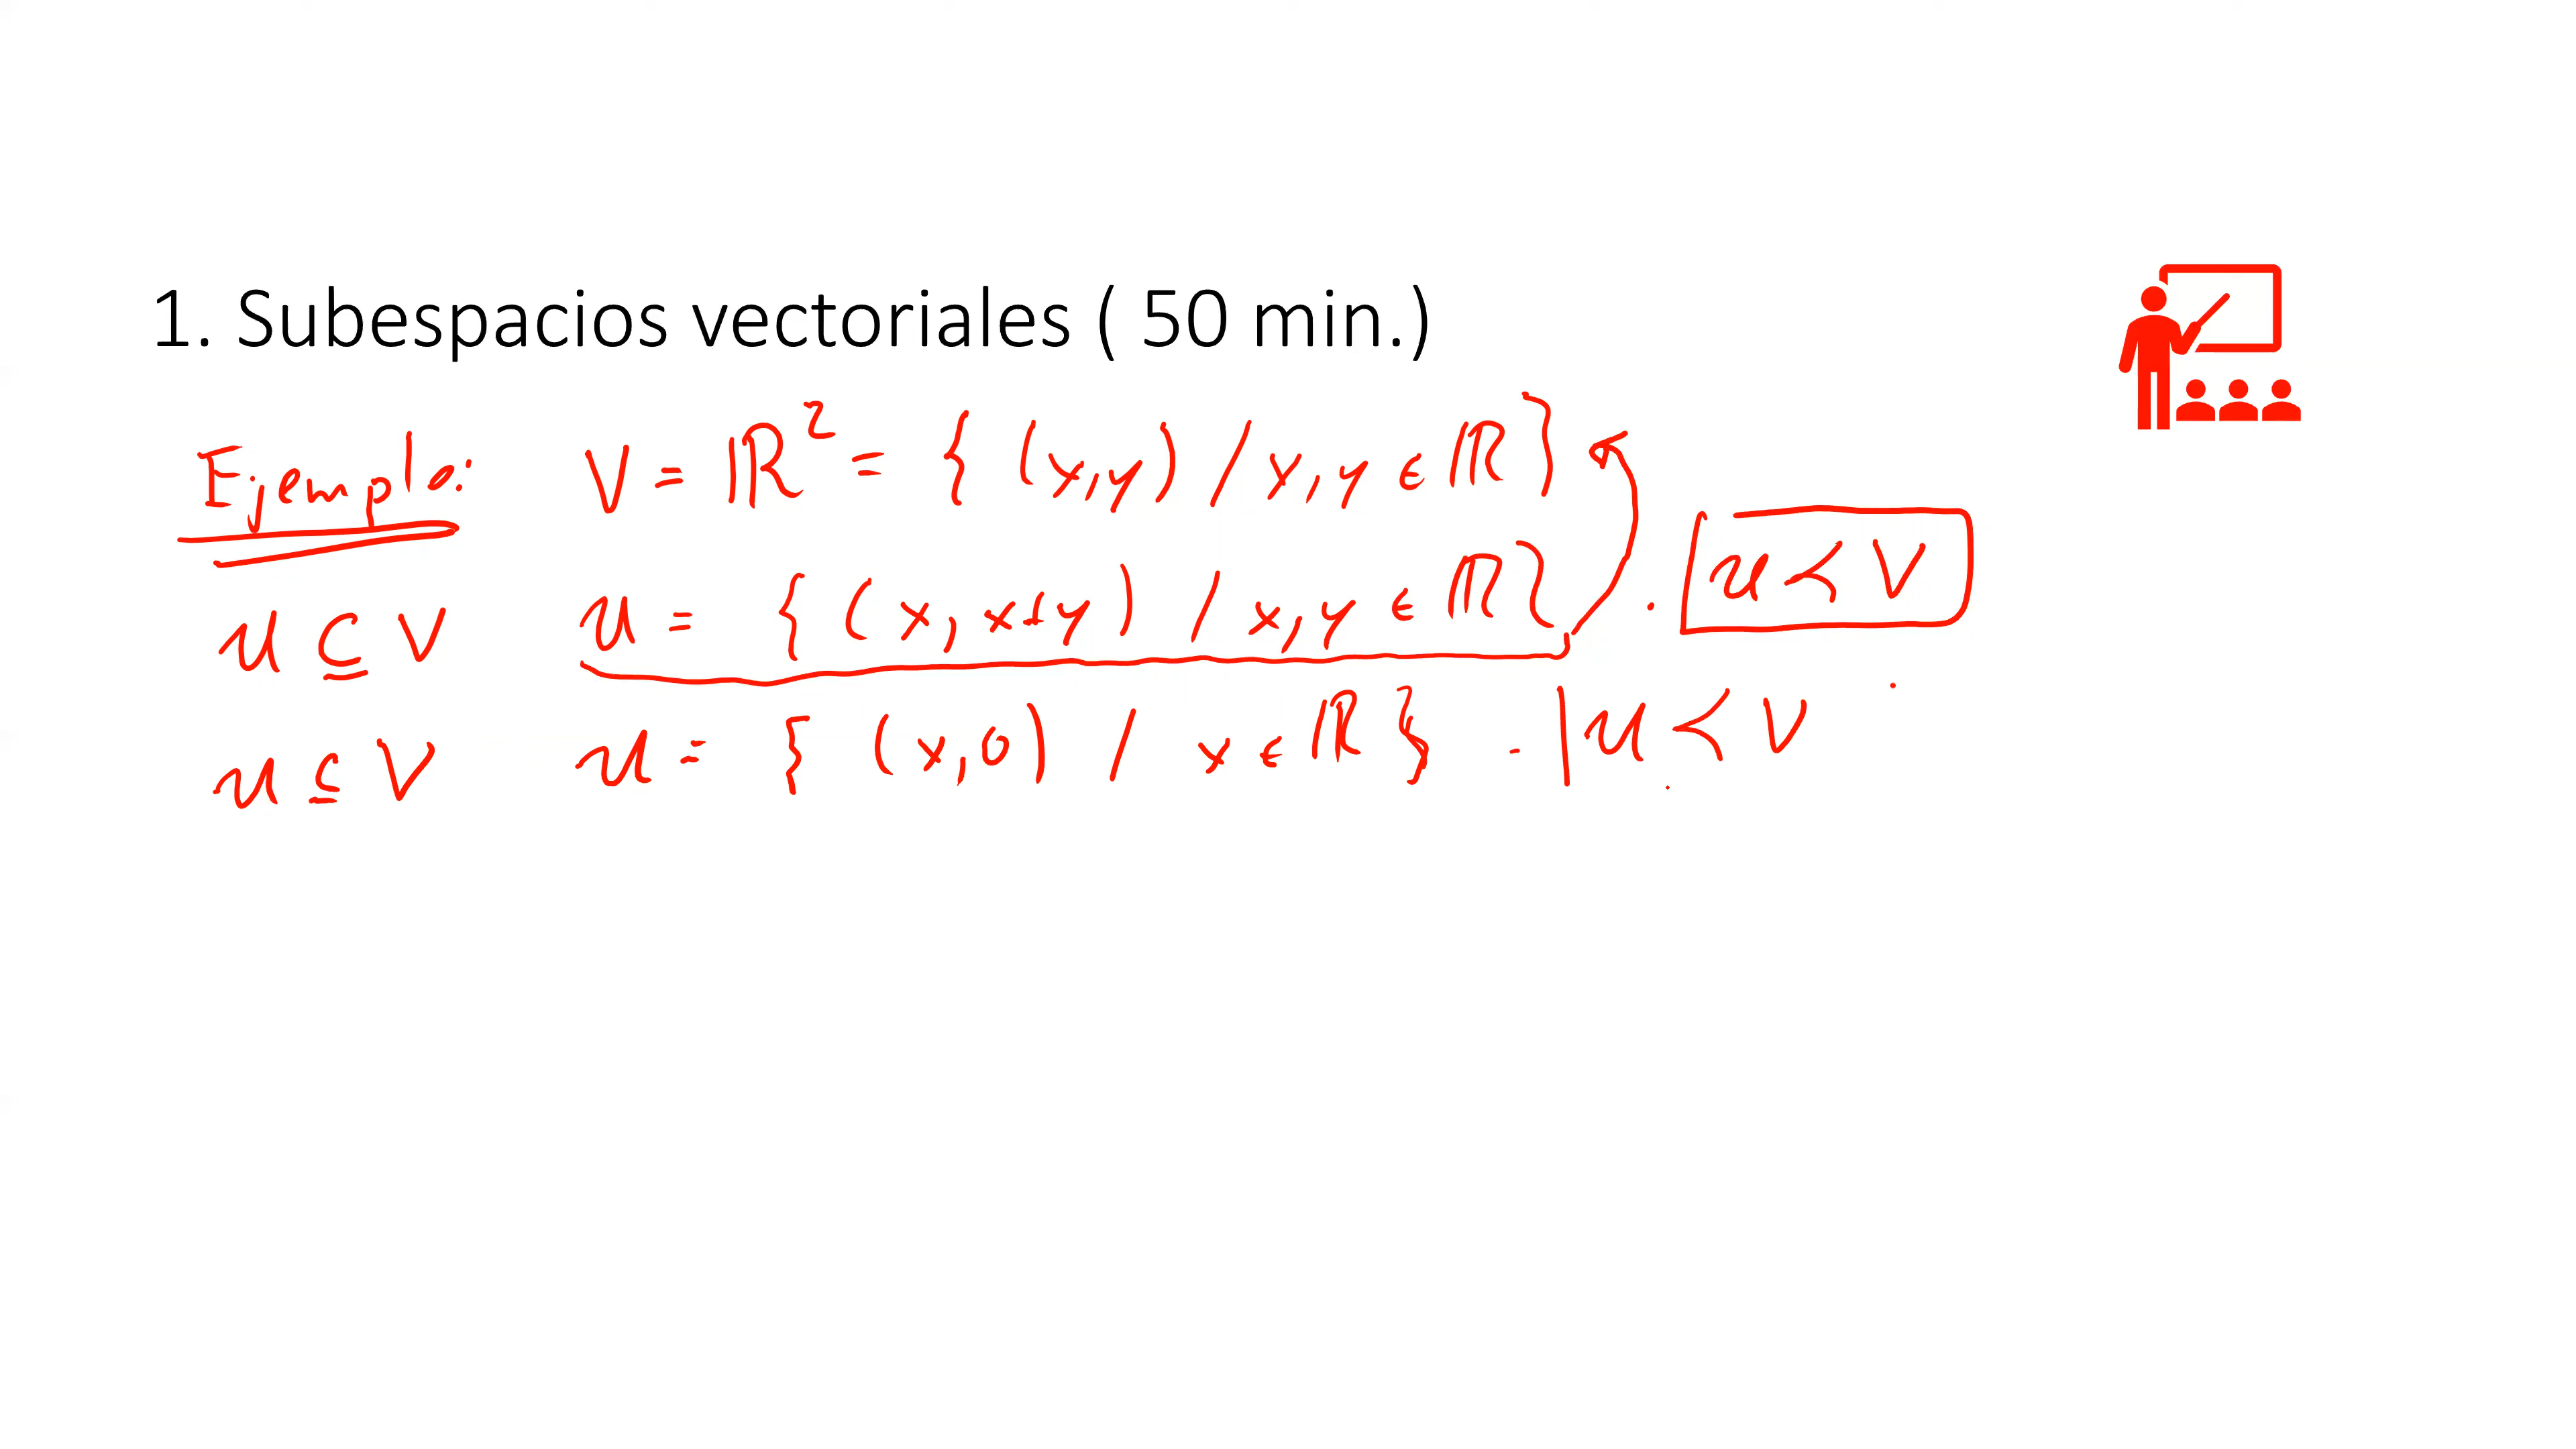 1. Subespacios vectoriales ( 50 min.)
Ejemplo: V = ℝ² = { (x,y) / x,y ∈ ℝ }
U ⊆ V U = { (x, x+y) / x,y ∈ ℝ } . U ≺ V
U ⊆ V U = { (x,0) / x ∈ ℝ } . U ≺ V